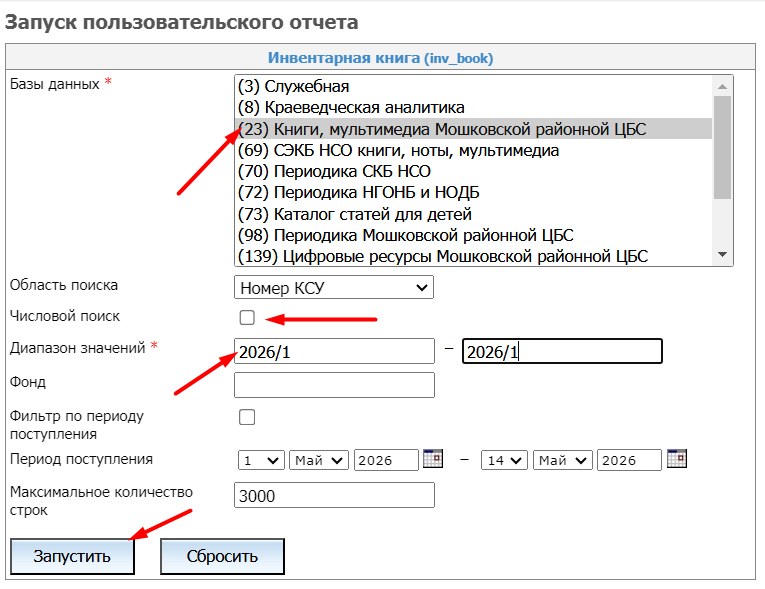 Запуск пользовательского отчета
Инвентарная книга (inv_book)
Базы данных *
(3) Служебная
(8) Краеведческая аналитика
(23) Книги, мультимедиа Мошковской районной ЦБС
(69) СЭКБ НСО книги, ноты, мультимедиа
(70) Периодика СКБ НСО
(72) Периодика НГОНБ и НОДБ
(73) Каталог статей для детей
(98) Периодика Мошковской районной ЦБС
(139) Цифровые ресурсы Мошковской районной ЦБС
Область поиска Номер КСУ
Числовой поиск
Диапазон значений * 2026/1 – 2026/1
Фонд
Фильтр по периоду
поступления
Период поступления 1 Май 2026 – 14 Май 2026
Максимальное количество
строк 3000
Запустить Сбросить